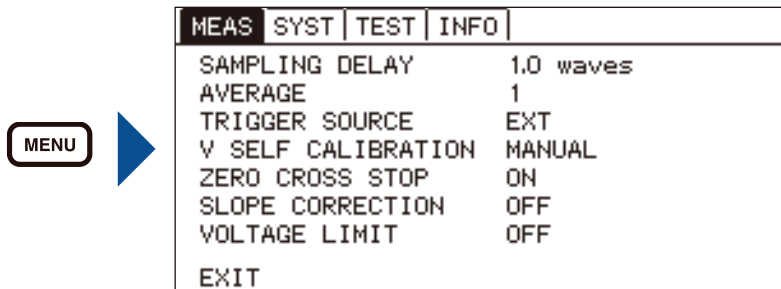 MENU
MEAS SYST TEST INFO
SAMPLING DELAY 1.0 waves
AVERAGE 1
TRIGGER SOURCE EXT
V SELF CALIBRATION MANUAL
ZERO CROSS STOP ON
SLOPE CORRECTION OFF
VOLTAGE LIMIT OFF
EXIT